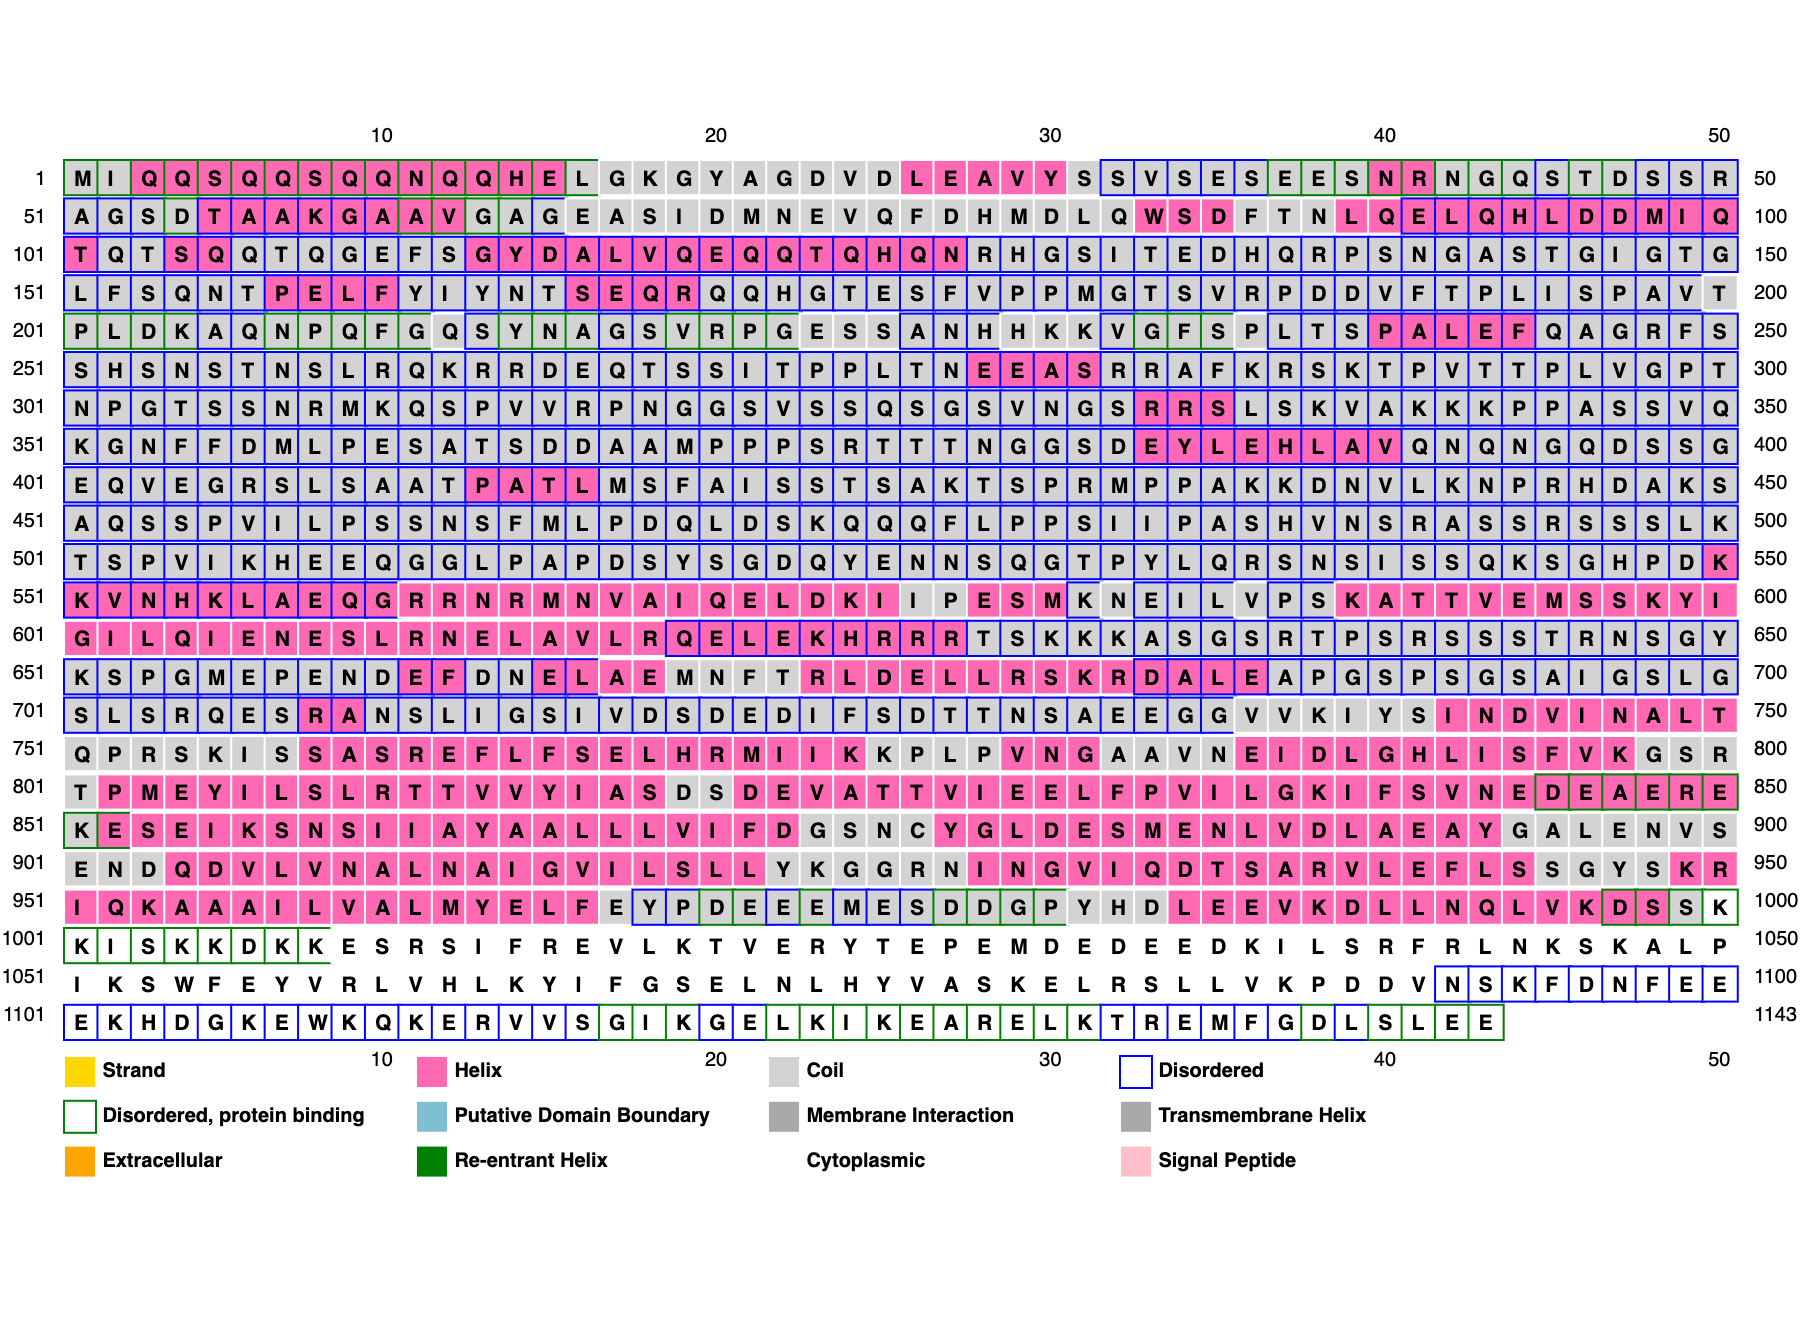 10 20 30 40 50
1 M I Q Q S Q Q S Q Q N Q Q H E L G K G Y A G D V D L E A V Y S S V S E S E E S N R N G Q S T D S S R 50
51 A G S D T A A K G A A V G A G E A S I D M N E V Q F D H M D L Q W S D F T N L Q E L Q H L D D M I Q 100
101 T Q T S Q Q T Q G E F S G Y D A L V Q E Q Q T Q H Q N R H G S I T E D H Q R P S N G A S T G I G T G 150
151 L F S Q N T P E L F Y I Y N T S E Q R Q Q H G T E S F V P P M G T S V R P D D V F T P L I S P A V T 200
201 P L D K A Q N P Q F G Q S Y N A G S V R P G E S S A N H H K K V G F S P L T S P A L E F Q A G R F S 250
251 S H S N S T N S L R Q K R R D E Q T S S I T P P L T N E E A S R R A F K R S K T P V T T P L V G P T 300
301 N P G T S S N R M K Q S P V V R P N G G S V S S Q S G S V N G S R R S L S K V A K K K P P A S S V Q 350
351 K G N F F D M L P E S A T S D D A A M P P P S R T T T N G G S D E Y L E H L A V Q N Q N G Q D S S G 400
401 E Q V E G R S L S A A T P A T L M S F A I S S T S A K T S P R M P P A K K D N V L K N P R H D A K S 450
451 A Q S S P V I L P S S N S F M L P D Q L D S K Q Q Q F L P P S I I P A S H V N S R A S S R S S S L K 500
501 T S P V I K H E E Q G G L P A P D S Y S G D Q Y E N N S Q G T P Y L Q R S N S I S S Q K S G H P D K 550
551 K V N H K L A E Q G R R N R M N V A I Q E L D K I I P E S M K N E I L V P S K A T T V E M S S K Y I 600
601 G I L Q I E N E S L R N E L A V L R Q E L E K H R R R T S K K K A S G S R T P S R S S S T R N S G Y 650
651 K S P G M E P E N D E F D N E L A E M N F T R L D E L L R S K R D A L E A P G S P S G S A I G S L G 700
701 S L S R Q E S R A N S L I G S I V D S D E D I F S D T T N S A E E G G V V K I Y S I N D V I N A L T 750
751 Q P R S K I S S A S R E F L F S E L H R M I I K K P L P V N G A A V N E I D L G H L I S F V K G S R 800
801 T P M E Y I L S L R T T V V Y I A S D S D E V A T T V I E E L F P V I L G K I F S V N E D E A E R E 850
851 K E S E I K S N S I I A Y A A L L L V I F D G S N C Y G L D E S M E N L V D L A E A Y G A L E N V S 900
901 E N D Q D V L V N A L N A I G V I L S L L Y K G G R N I N G V I Q D T S A R V L E F L S S G Y S K R 950
951 I Q K A A A I L V A L M Y E L F E Y P D E E E M E S D D G P Y H D L E E V K D L L N Q L V K D S S K 1000
1001 K I S K K D K K E S R S I F R E V L K T V E R Y T E P E M D E D E E D K I L S R F R L N K S K A L P 1050
1051 I K S W F E Y V R L V H L K Y I F G S E L N L H Y V A S K E L R S L L V K P D D V N S K F D N F E E 1100
1101 E K H D G K E W K Q K E R V V S G I K G E L K I K E A R E L K T R E M F G D L S L E E 1143
10 20 30 40 50
Strand Helix Coil Disordered
Disordered, protein binding Putative Domain Boundary Membrane Interaction Transmembrane Helix
Extracellular Re-entrant Helix Cytoplasmic Signal Peptide